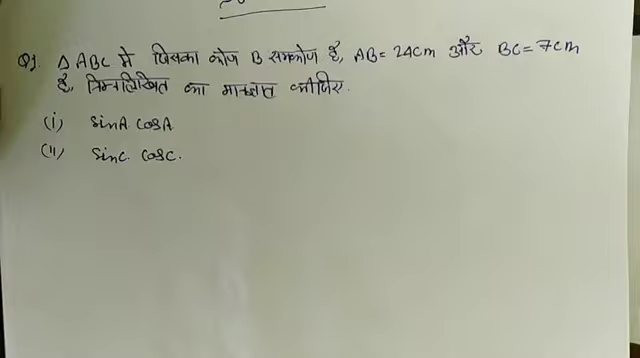 Q1. △ ABC में जिसका कोण B समकोण है, AB = 24cm और BC = 7cm
है, निम्नलिखित का मान ज्ञात कीजिए.
(i) sinA cosA
(ii) sinC. cosC.